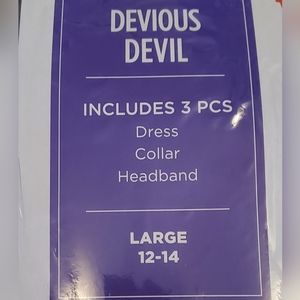 DEVIOUS
DEVIL
INCLUDES 3 PCS
Dress
Collar
Headband
LARGE
12-14